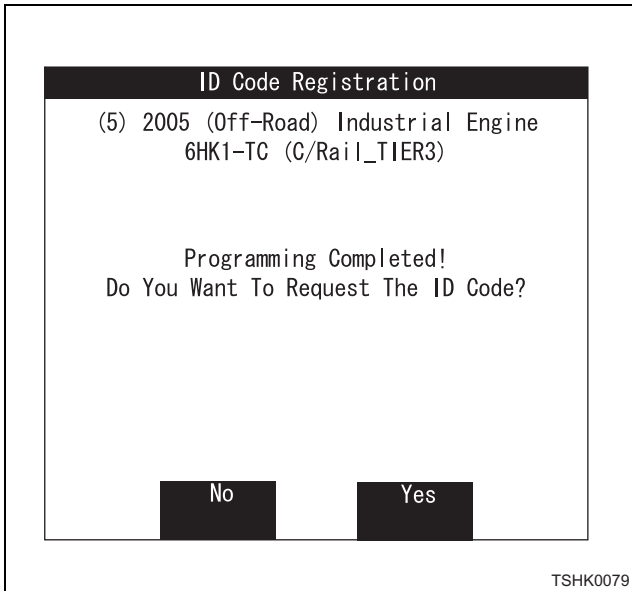 ID Code Registration
(5) 2005 (Off-Road) Industrial Engine
6HK1-TC (C/Rail_TIER3)
Programming Completed!
Do You Want To Request The ID Code?
No Yes
TSHK0079